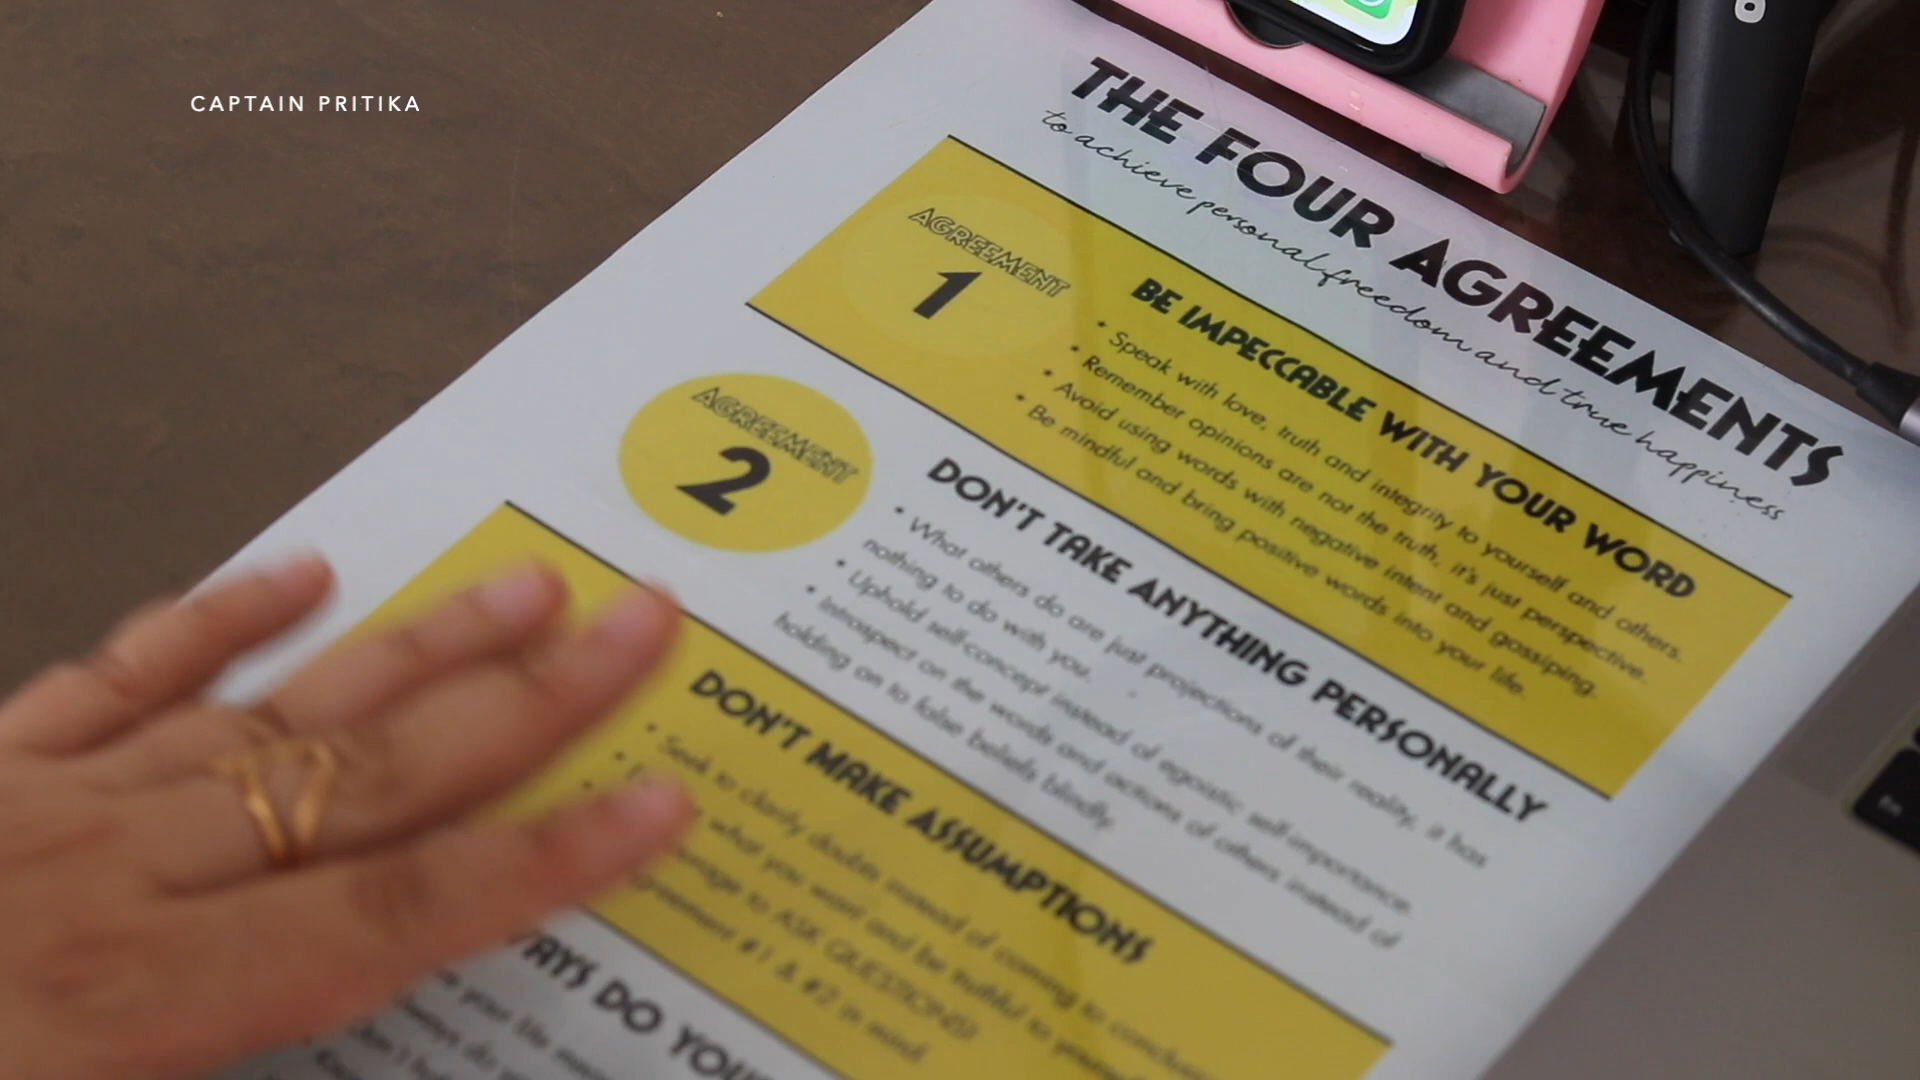 CAPTAIN PRITIKA
THE FOUR AGREEMENTS
to achieve personal freedom and true happiness
AGREEMENT
1
BE IMPECCABLE WITH YOUR WORD
• Speak with love, truth and integrity to yourself and others.
• Remember opinions are not the truth, it's just perspective.
• Avoid using words with negative intent and gossiping.
• Be mindful and bring positive words into your life.
AGREEMENT
2
DON'T TAKE ANYTHING PERSONALLY
• What others do are just projections of their reality, it has
nothing to do with you.
• Uphold self-concept instead of egoistic self-importance.
• Introspect on the words and actions of others instead of
holding on to false beliefs blindly.
DON'T MAKE ASSUMPTIONS
• Seek to clarify doubts instead of coming to
what you want and be truthful to
to ASK QUESTIONS!
#1 & #2 in mind
DO
your life